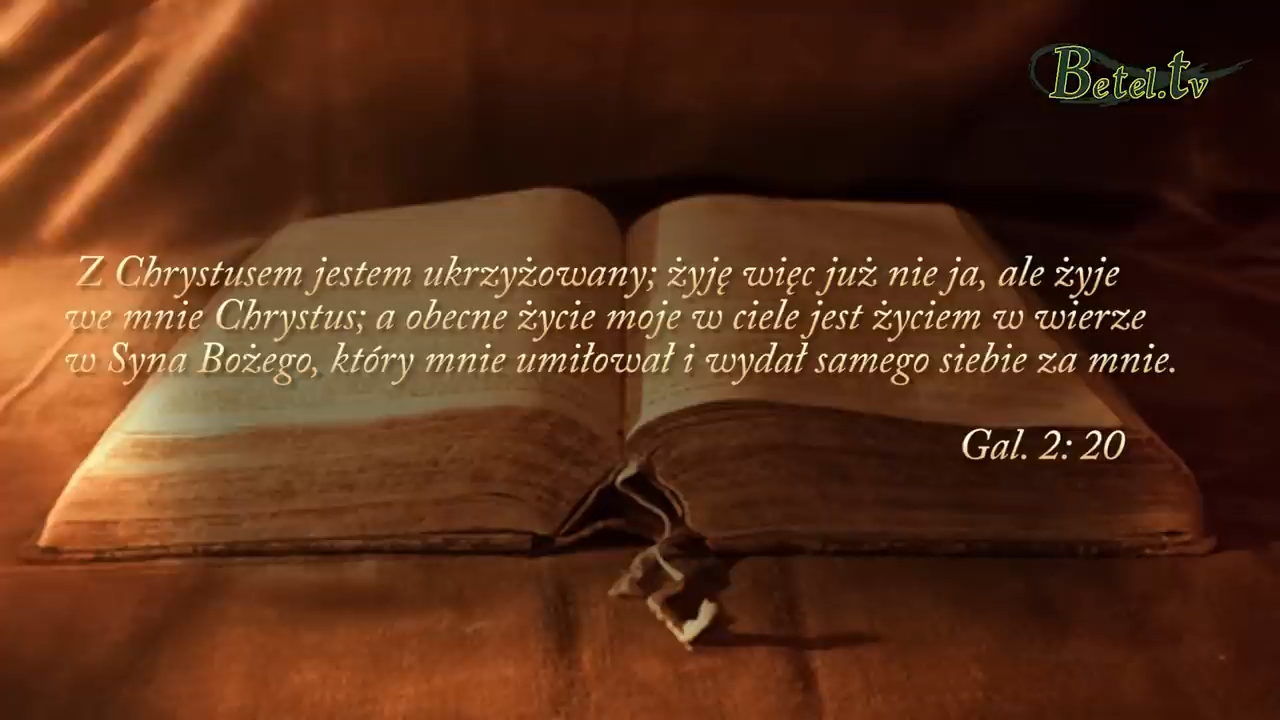 Betel.tv
Z Chrystusem jestem ukrzyżowany; żyję więc już nie ja, ale żyje
we mnie Chrystus; a obecne życie moje w ciele jest życiem w wierze
w Syna Bożego, który mnie umiłował i wydał samego siebie za mnie.
Gal. 2: 20